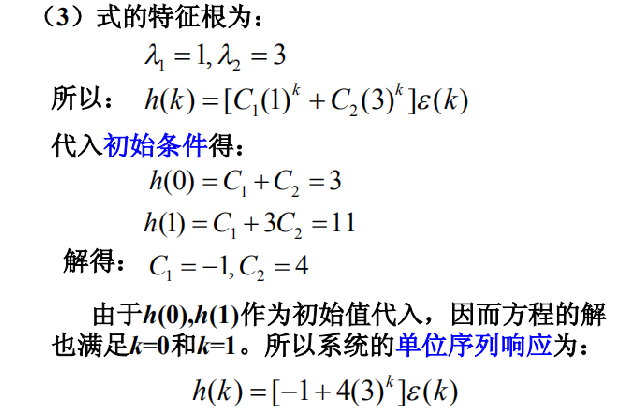 （3）式的特征根为：
λ₁ = 1, λ₂ = 3
所以： h(k) = [C₁(1)ᵏ + C₂(3)ᵏ]ε(k)
代入初始条件得：
h(0) = C₁ + C₂ = 3
h(1) = C₁ + 3C₂ = 11
解得： C₁ = −1, C₂ = 4
由于h(0),h(1)作为初始值代入，因而方程的解
也满足k=0和k=1。所以系统的单位序列响应为：
h(k) = [−1 + 4(3)ᵏ]ε(k)